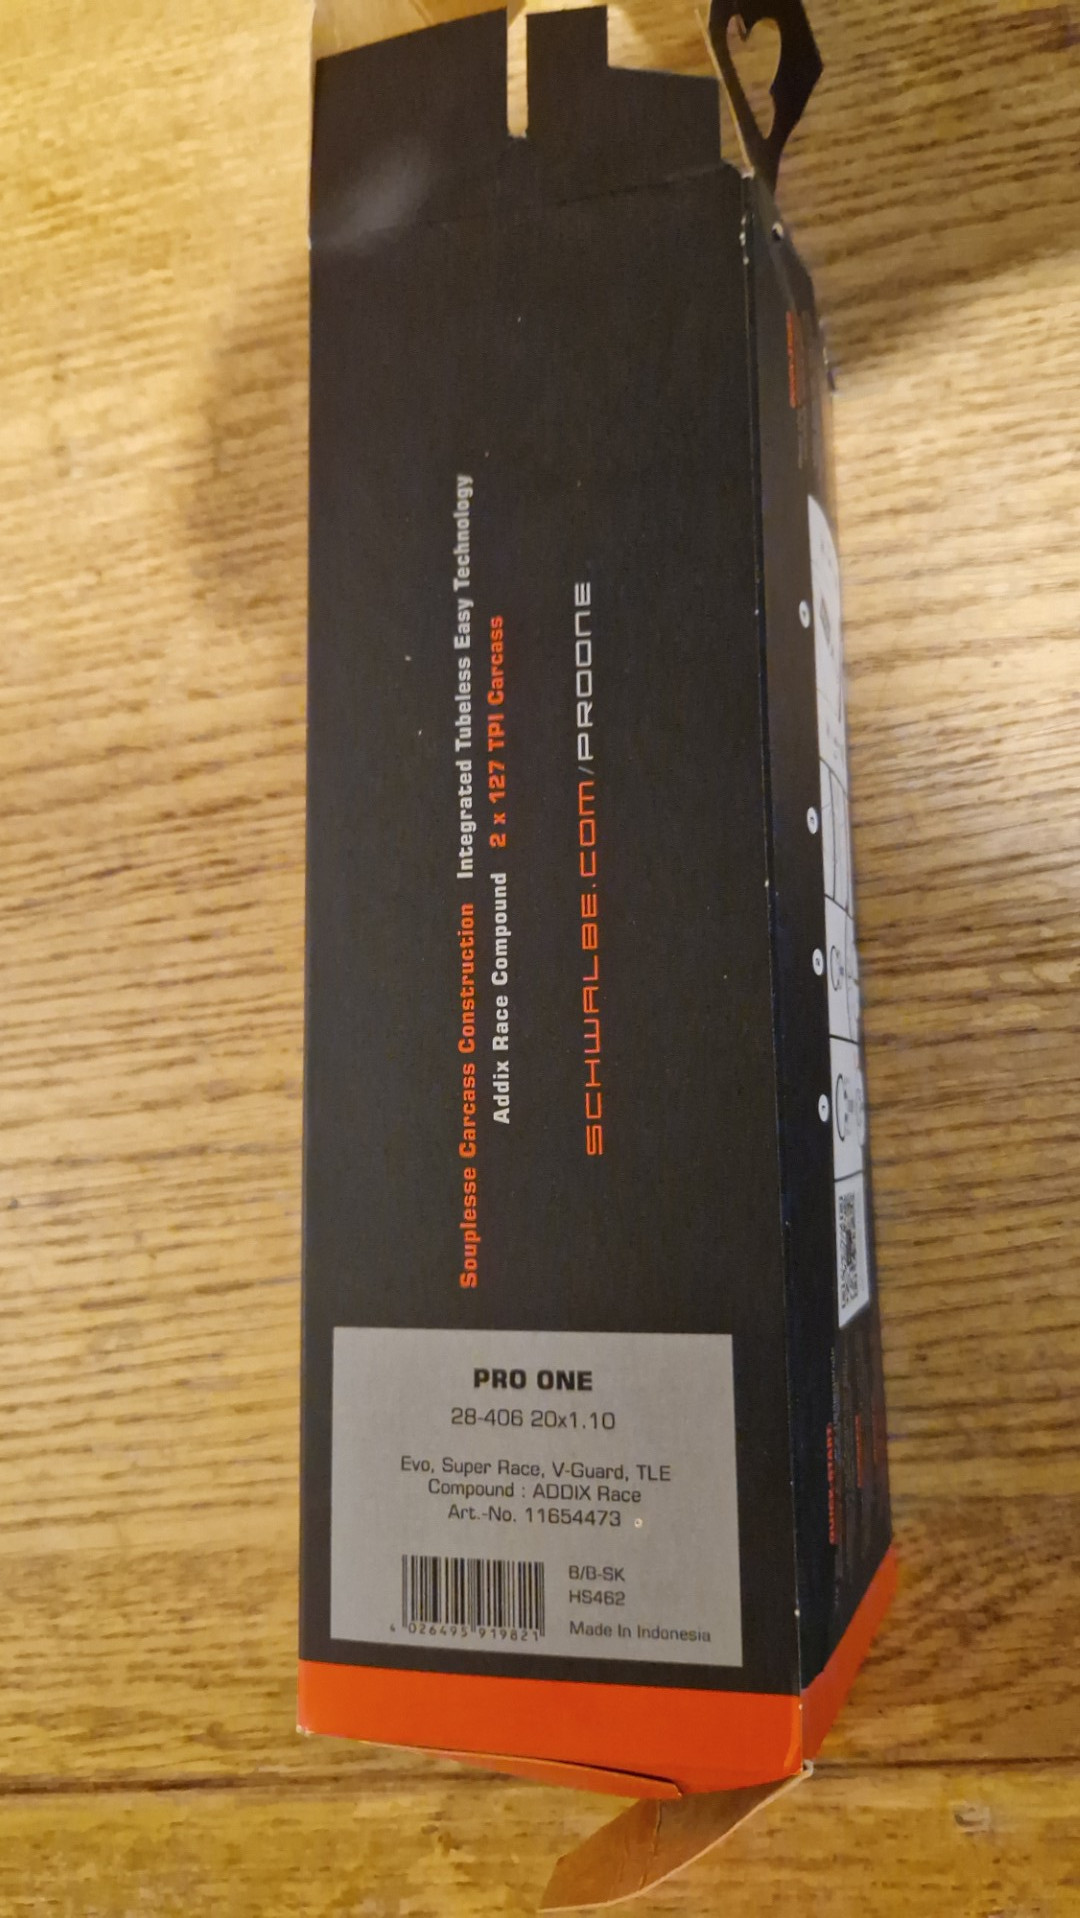 Souplesse Carcass Construction Integrated Tubeless Easy Technology
Addix Race Compound 2 x 127 TPI Carcass
SCHWALBE.COM/PROONE
PRO ONE
28-406 20x1.10
Evo, Super Race, V-Guard, TLE
Compound : ADDIX Race
Art.-No. 11654473
4 026495 919821
B/B-SK
HS462
Made In Indonesia
QUICK START